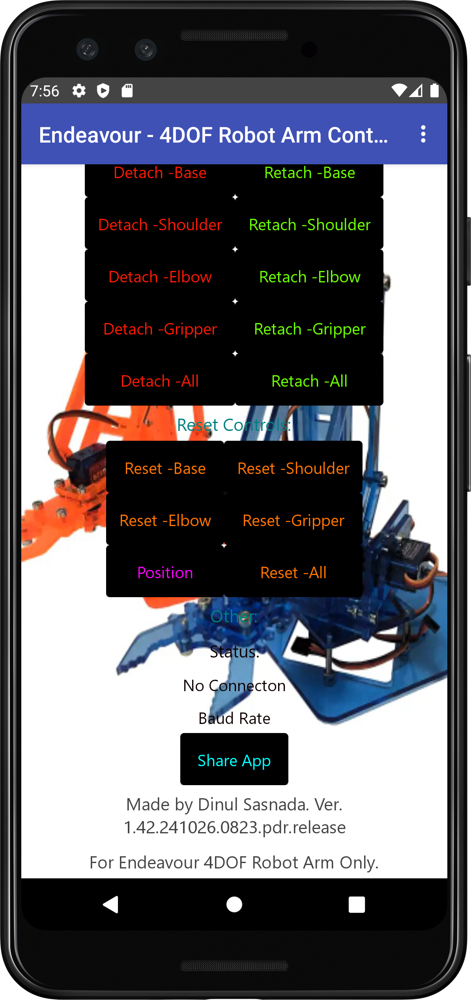 7:56
Endeavour - 4DOF Robot Arm Cont...
Detach -Base Retach -Base
Detach -Shoulder Retach -Shoulder
Detach -Elbow Retach -Elbow
Detach -Gripper Retach -Gripper
Detach -All Retach -All
Reset Controls:
Reset -Base Reset -Shoulder
Reset -Elbow Reset -Gripper
Position Reset -All
Other:
Status:
No Connecton
Baud Rate
Share App
Made by Dinul Sasnada. Ver.
1.42.241026.0823.pdr.release
For Endeavour 4DOF Robot Arm Only.